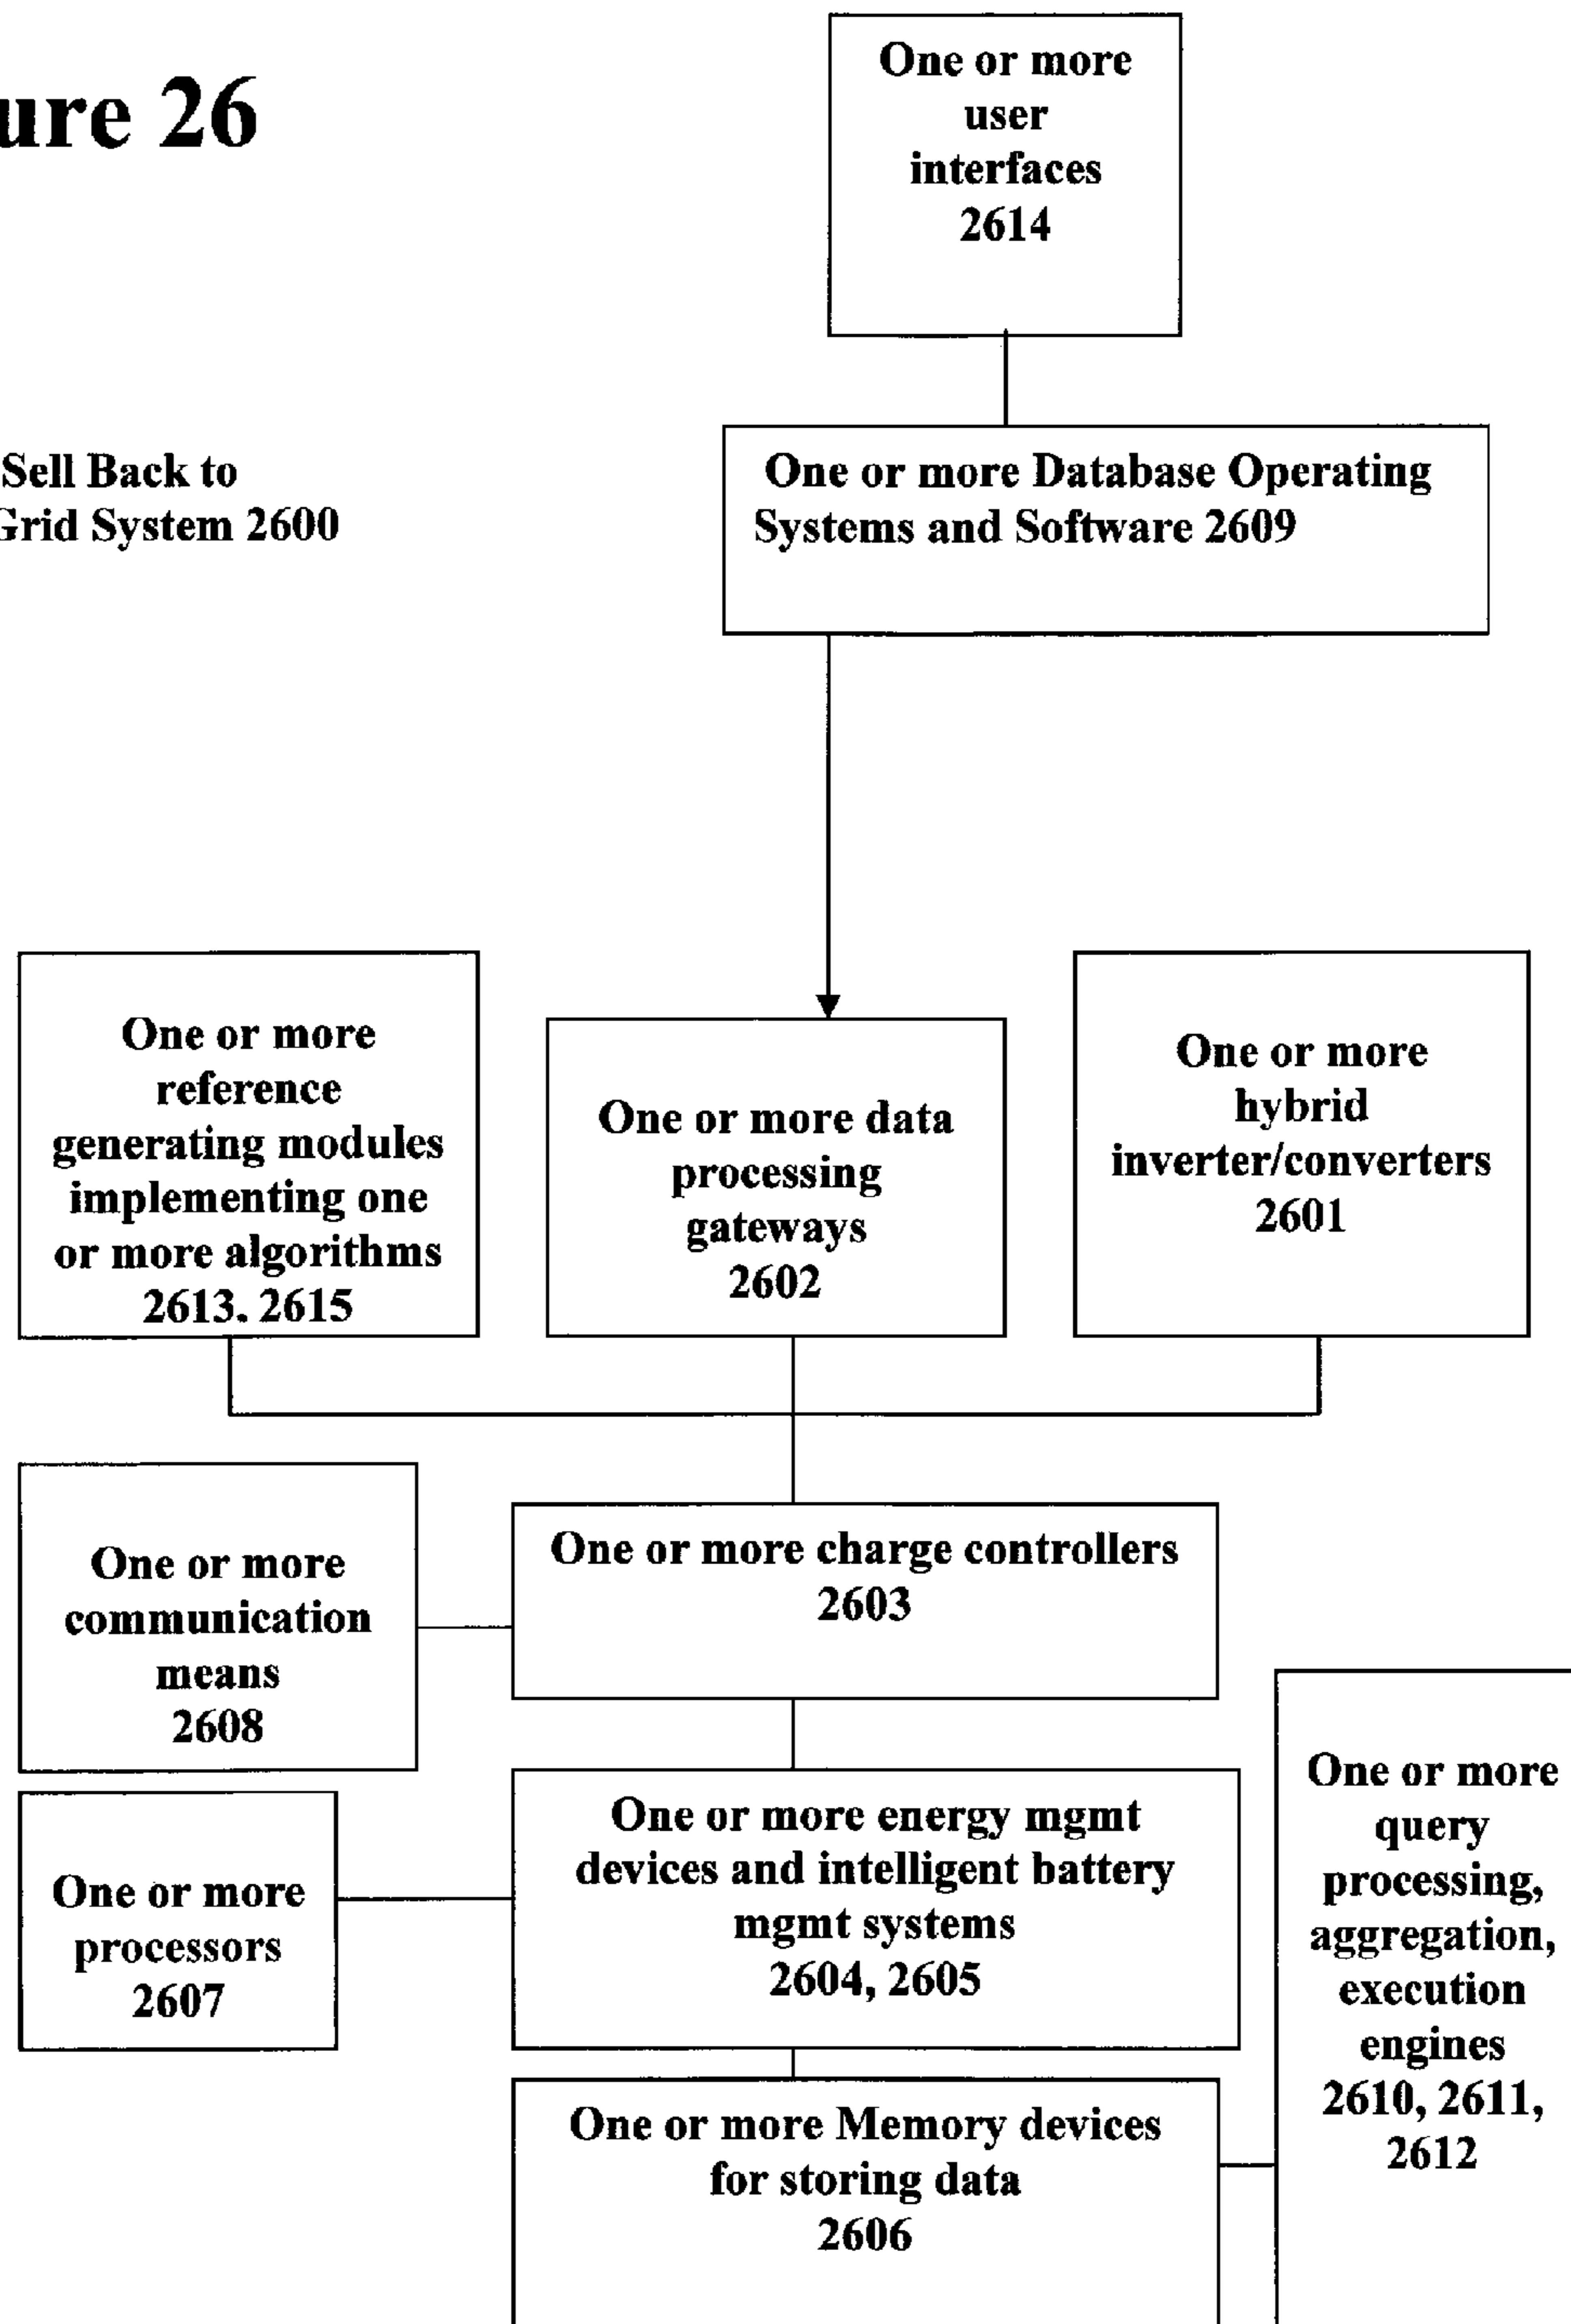 ure 26
One or more
user
interfaces
2614
Sell Back to
Grid System 2600
One or more Database Operating
Systems and Software 2609
One or more
reference
generating modules
implementing one
or more algorithms
2613. 2615
One or more data
processing
gateways
2602
One or more
hybrid
inverter/converters
2601
One or more
communication
means
2608
One or more charge controllers
2603
One or more
processors
2607
One or more energy mgmt
devices and intelligent battery
mgmt systems
2604, 2605
One or more
query
processing,
aggregation,
execution
engines
2610, 2611,
2612
One or more Memory devices
for storing data
2606